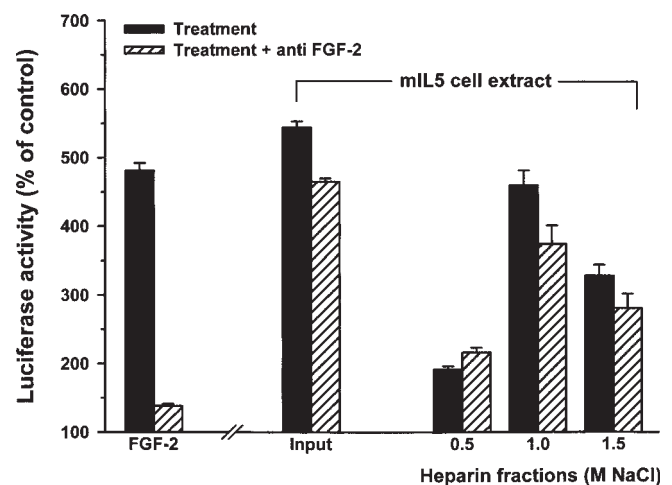 700
Treatment
Treatment + anti FGF-2
600
mIL5 cell extract
500
400
300
200
100
Luciferase activity (% of control)
FGF-2 // Input 0.5 1.0 1.5
Heparin fractions (M NaCl)